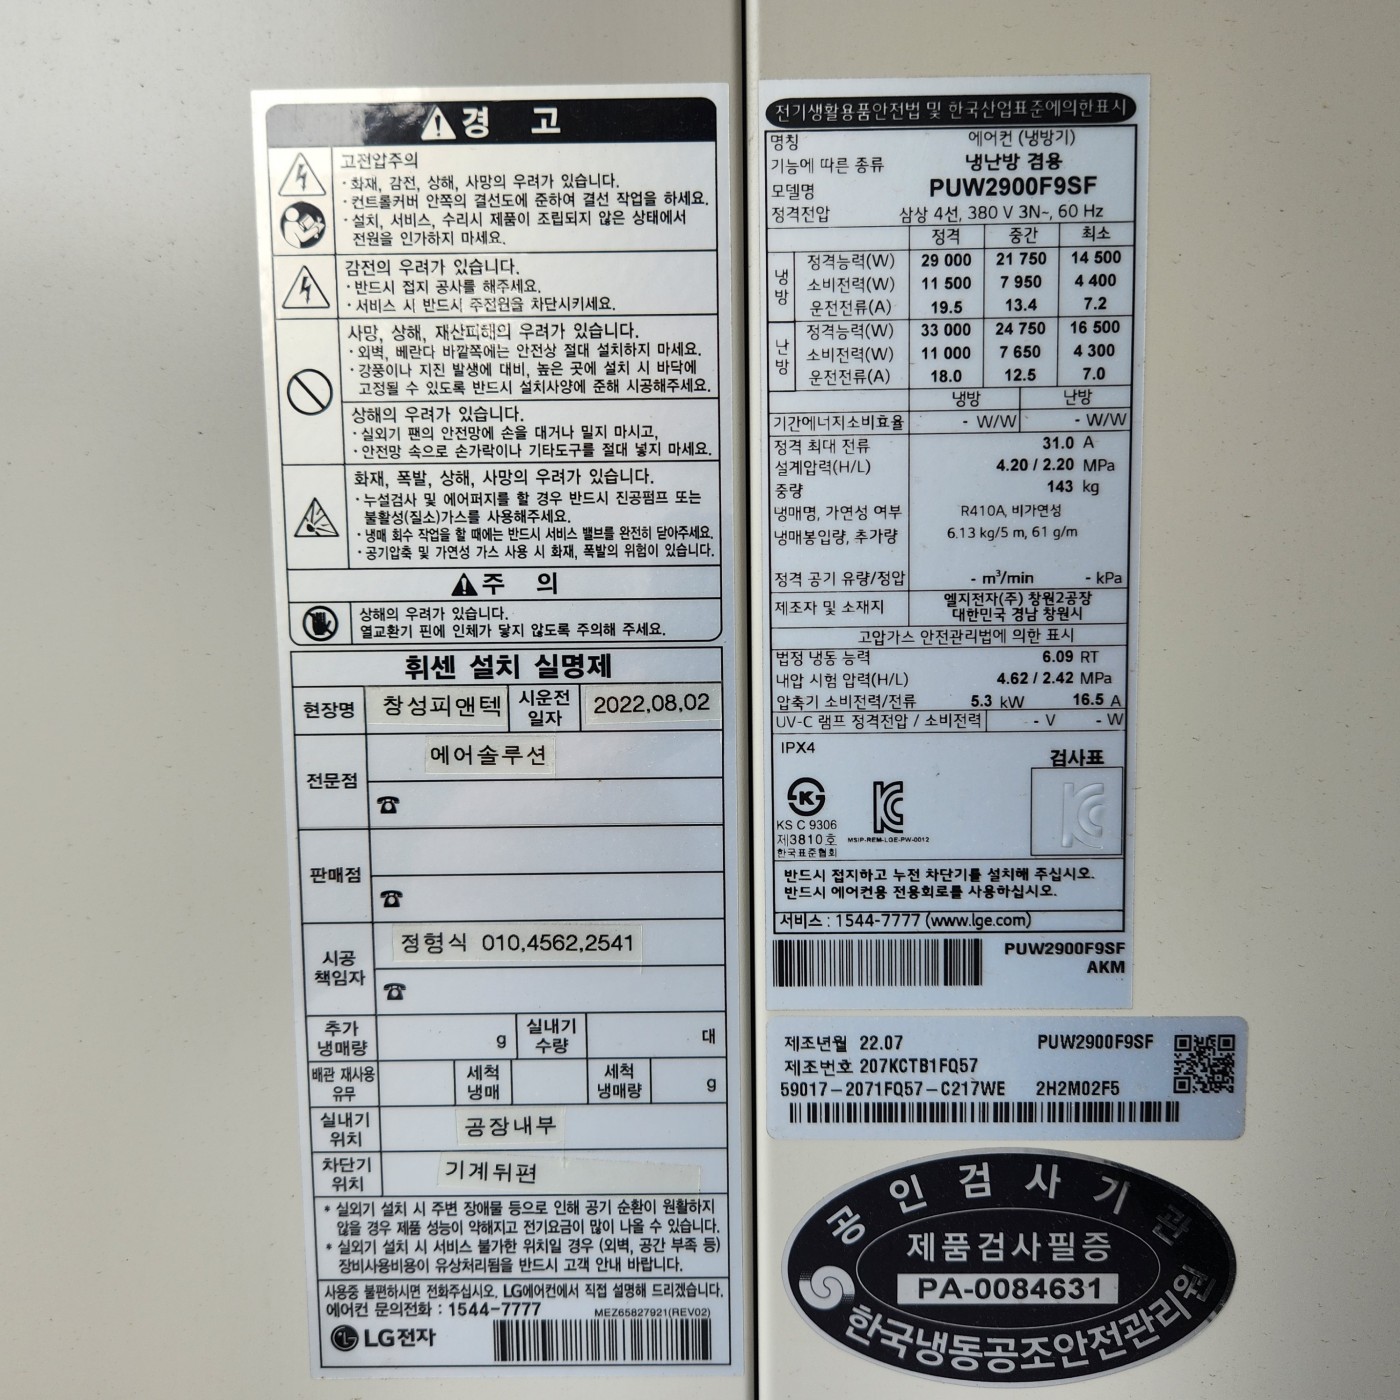 경 고
고전압주의
· 화재, 감전, 상해, 사망의 우려가 있습니다.
· 컨트롤커버 안쪽의 결선도에 준하여 결선 작업을 하세요.
· 설치, 서비스, 수리시 제품이 조립되지 않은 상태에서
전원을 인가하지 마세요.
감전의 우려가 있습니다.
· 반드시 접지 공사를 해주세요.
· 서비스 시 반드시 주전원을 차단시키세요.
사망, 상해, 재산피해의 우려가 있습니다.
· 외벽, 베란다 바깥쪽에는 안전상 절대 설치하지 마세요.
· 강풍이나 지진 발생에 대비, 높은 곳에 설치 시 바닥에
고정될 수 있도록 반드시 설치사양에 준해 시공해주세요.
상해의 우려가 있습니다.
· 실외기 팬의 안전망에 손을 대거나 밀지 마시고,
· 안전망 속으로 손가락이나 기타도구를 절대 넣지 마세요.
화재, 폭발, 상해, 사망의 우려가 있습니다.
· 누설검사 및 에어퍼지를 할 경우 반드시 진공펌프 또는
불활성(질소)가스를 사용해주세요.
· 냉매 회수 작업을 할 때에는 반드시 서비스 밸브를 완전히 닫아주세요.
· 공기압축 및 가연성 가스 사용 시 화재, 폭발의 위험이 있습니다.
주 의
상해의 우려가 있습니다.
열교환기 핀에 인체가 닿지 않도록 주의해 주세요.
휘센 설치 실명제
현장명 창성피앤텍 시운전 일자 2022,08,02
전문점 에어솔루션
☎
판매점
☎
시공 책임자 정형식 010,4562,2541
☎
추가 냉매량 g 실내기 수량 대
배관 재사용 유무 세척 냉매 세척 냉매량 g
실내기 위치 공장내부
차단기 위치 기계뒤편
* 실외기 설치 시 주변 장애물 등으로 인해 공기 순환이 원활하지
않을 경우 제품 성능이 약해지고 전기요금이 많이 나올 수 있습니다.
* 실외기 설치 시 서비스 불가한 위치일 경우 (외벽, 공간 부족 등)
장비사용비용이 유상처리됨을 반드시 고객 안내 바랍니다.
사용중 불편하시면 전화주십시오, LG에어컨에서 직접 설명해 드리겠습니다.
에어컨 문의전화 : 1544-7777 MEZ65827921(REV02)
LG전자
전기생활용품안전법 및 한국산업표준에의한표시
명칭 에어컨 (냉방기)
기능에 따른 종류 냉난방 겸용
모델명 PUW2900F9SF
정격전압 삼상 4선, 380 V 3N~, 60 Hz
정격 중간 최소
냉방 정격능력(W) 29 000 21 750 14 500
소비전력(W) 11 500 7 950 4 400
운전전류(A) 19.5 13.4 7.2
난방 정격능력(W) 33 000 24 750 16 500
소비전력(W) 11 000 7 650 4 300
운전전류(A) 18.0 12.5 7.0
냉방 난방
기간에너지소비효율 - W/W - W/W
정격 최대 전류 31.0 A
설계압력(H/L) 4.20 / 2.20 MPa
중량 143 kg
냉매명, 가연성 여부 R410A, 비가연성
냉매봉입량, 추가량 6.13 kg/5 m, 61 g/m
정격 공기 유량/정압 - m³/min - kPa
제조자 및 소재지 엘지전자(주) 창원2공장
대한민국 경남 창원시
고압가스 안전관리법에 의한 표시
법정 냉동 능력 6.09 RT
내압 시험 압력(H/L) 4.62 / 2.42 MPa
압축기 소비전력/전류 5.3 kW 16.5 A
UV-C 램프 정격전압 / 소비전력 - V - W
IPX4
검사표
KS C 9306
제3810호
한국표준협회
MSIP-REM-LGE-PW-0012
반드시 접지하고 누전 차단기를 설치해 주십시오.
반드시 에어컨용 전용회로를 사용하십시오.
서비스 : 1544-7777 (www.lge.com)
PUW2900F9SF
AKM
제조년월 22.07 PUW2900F9SF
제조번호 207KCTB1FQ57
59017-2071FQ57-C217WE 2H2M02F5
공인검사기관
제품검사필증
PA-0084631
한국냉동공조안전관리원